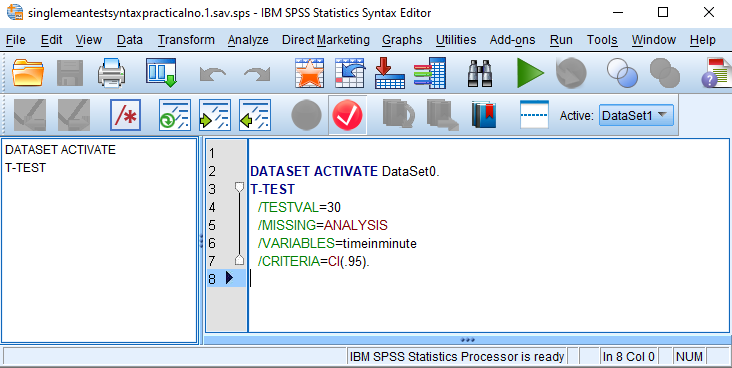 singlemeantestsyntaxpracticalno.1.sav.sps - IBM SPSS Statistics Syntax Editor
File Edit View Data Transform Analyze Direct Marketing Graphs Utilities Add-ons Run Tools Window Help
/*
Active: DataSet1
DATASET ACTIVATE
T-TEST
1
2 DATASET ACTIVATE DataSet0.
3 T-TEST
4 /TESTVAL=30
5 /MISSING=ANALYSIS
6 /VARIABLES=timeinminute
7 /CRITERIA=CI(.95).
8
IBM SPSS Statistics Processor is ready In 8 Col 0 NUM